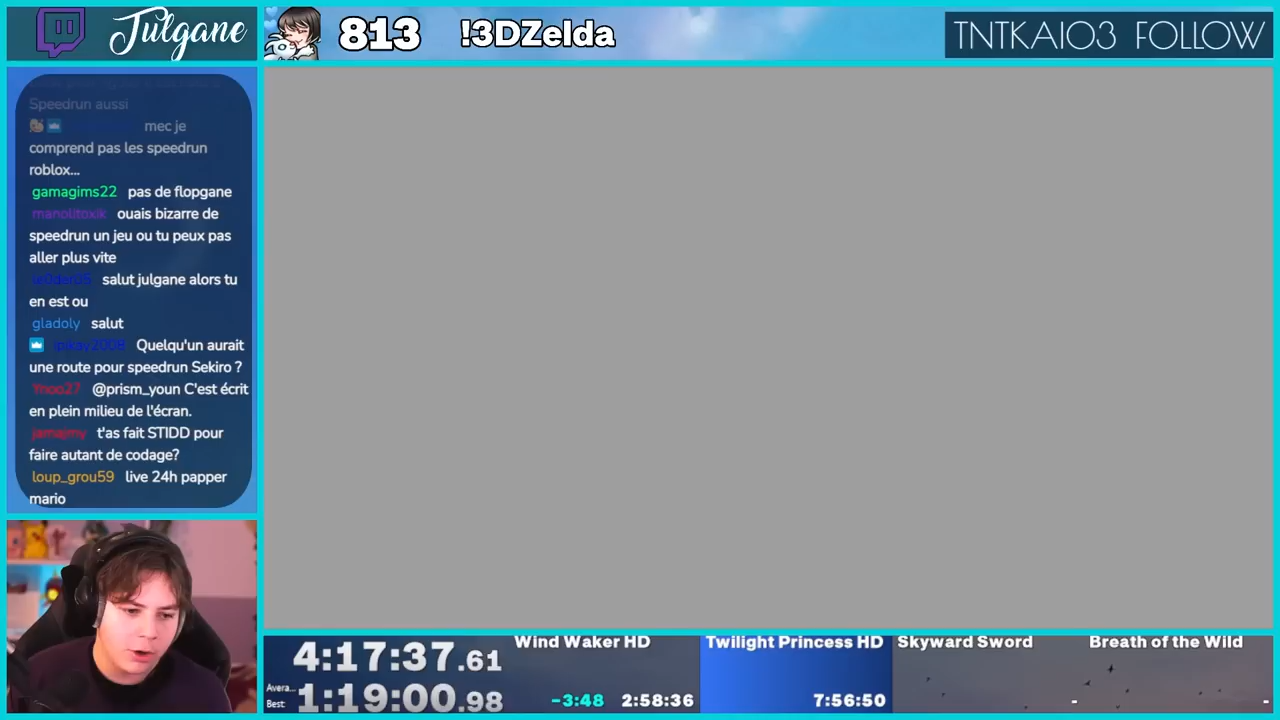 Julgane
813
!3DZelda
TNTKAIO3 FOLLOW
Speedrun aussi
mec je
comprend pas les speedrun
roblox...
gamagims22 pas de flopgane
manolitoxik ouais bizarre de
speedrun un jeu ou tu peux pas
aller plus vite
salut julgane alors tu
en est ou
gladoly salut
Quelqu'un aurait
une route pour speedrun Sekiro ?
Ynoo27 @prism_youn C'est écrit
en plein milieu de l'écran.
jamajmy t'as fait STIDD pour
faire autant de codage?
loup_grou59 live 24h papper
mario
4:17:37.61
Avera...
Best:
1:19:00.98
Wind Waker HD
-3:48 2:58:36
Twilight Princess HD
7:56:50
Skyward Sword
-
Breath of the Wild
-